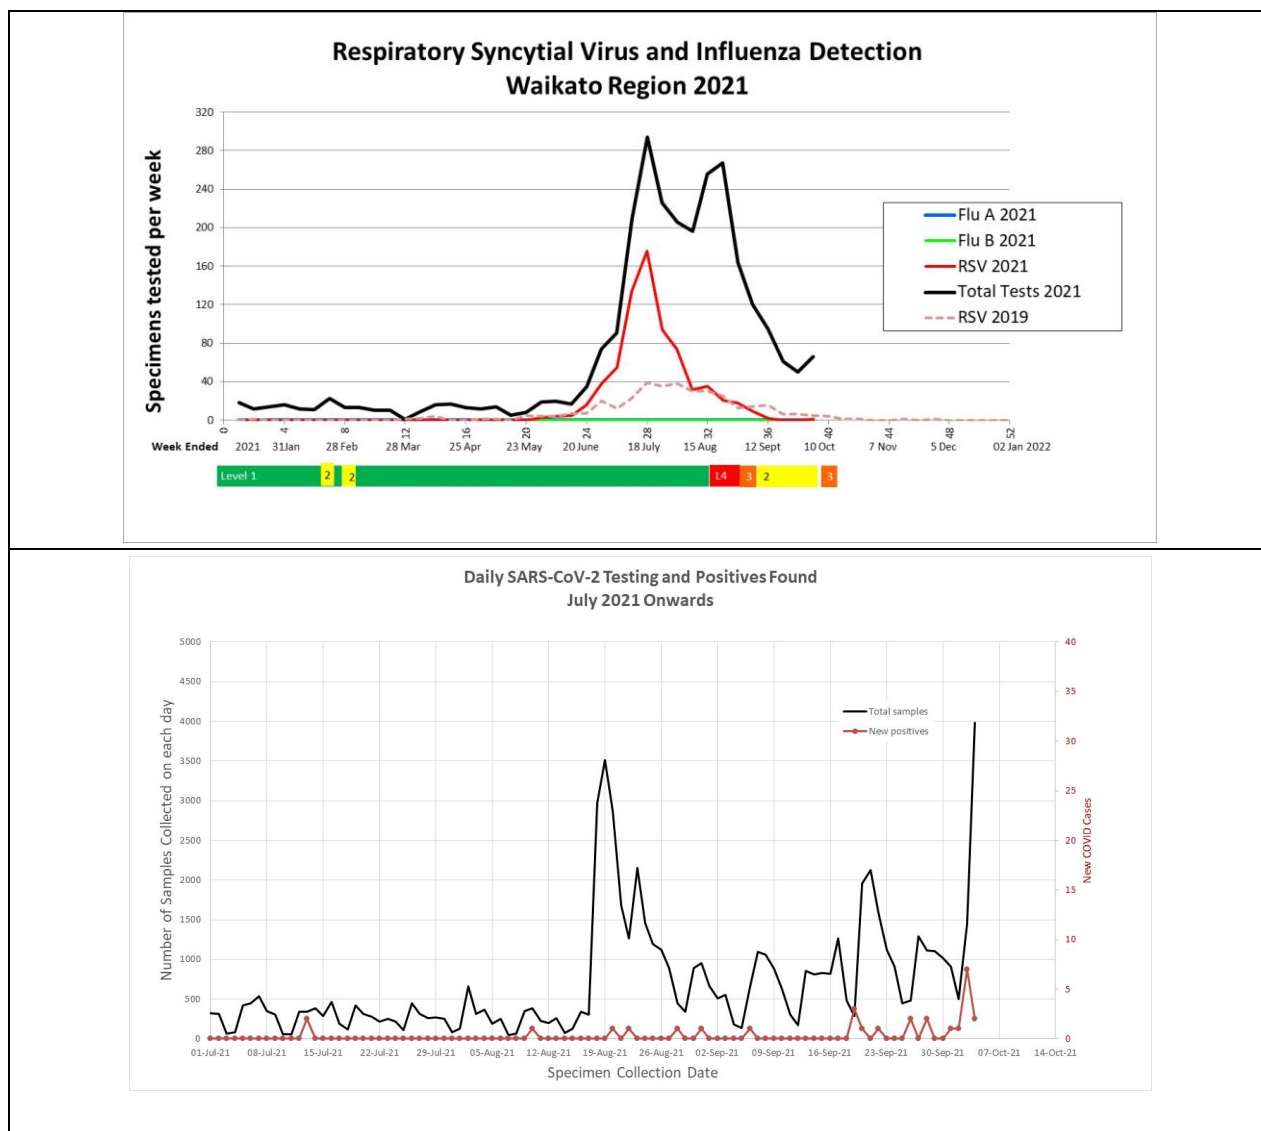 Respiratory Syncytial Virus and Influenza Detection
Waikato Region 2021
Specimens tested per week
320
280
240
200
160
120
80
40
0
0 4 8 12 16 20 24 28 32 36 40 44 48 52
Week Ended 2021 31Jan 28 Feb 28 Mar 25 Apr 23 May 20 June 18 July 15 Aug 12 Sept 10 Oct 7 Nov 5 Dec 02 Jan 2022
Flu A 2021
Flu B 2021
RSV 2021
Total Tests 2021
RSV 2019
Level 1 2 2 L4 3 2 3
Daily SARS-CoV-2 Testing and Positives Found
July 2021 Onwards
Number of Samples Collected on each day
5000
4500
4000
3500
3000
2500
2000
1500
1000
500
0
Total samples
New positives
40
35
30
25
20
15
10
5
0
New COVID Cases
01-Jul-21 08-Jul-21 15-Jul-21 22-Jul-21 29-Jul-21 05-Aug-21 12-Aug-21 19-Aug-21 26-Aug-21 02-Sep-21 09-Sep-21 16-Sep-21 23-Sep-21 30-Sep-21 07-Oct-21 14-Oct-21
Specimen Collection Date